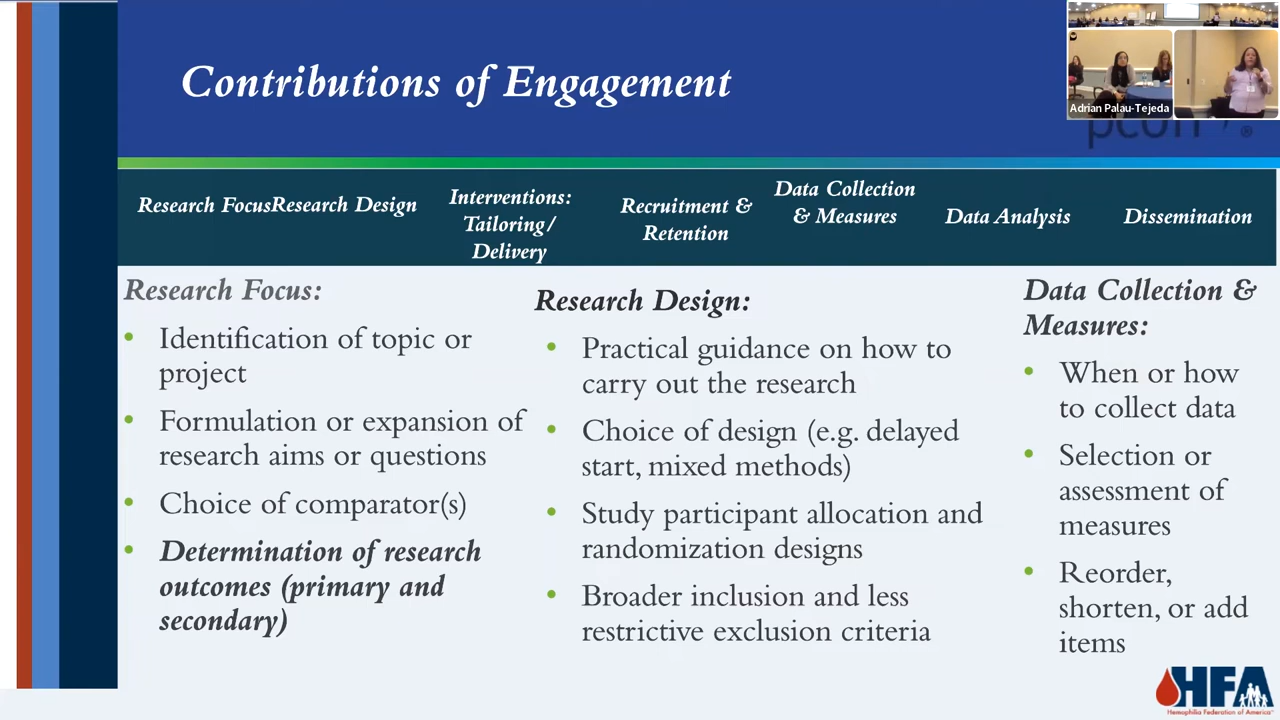 Contributions of Engagement
Adrian Palau-Tejeda
Research FocusResearch Design
Interventions:
Tailoring/
Delivery
Recruitment &
Retention
Data Collection
& Measures
Data Analysis
Dissemination
Research Focus:
• Identification of topic or
project
• Formulation or expansion of
research aims or questions
• Choice of comparator(s)
• Determination of research
outcomes (primary and
secondary)
Research Design:
• Practical guidance on how to
carry out the research
• Choice of design (e.g. delayed
start, mixed methods)
• Study participant allocation and
randomization designs
• Broader inclusion and less
restrictive exclusion criteria
Data Collection &
Measures:
• When or how
to collect data
• Selection or
assessment of
measures
• Reorder,
shorten, or add
items
HFA
Hemophilia Federation of America